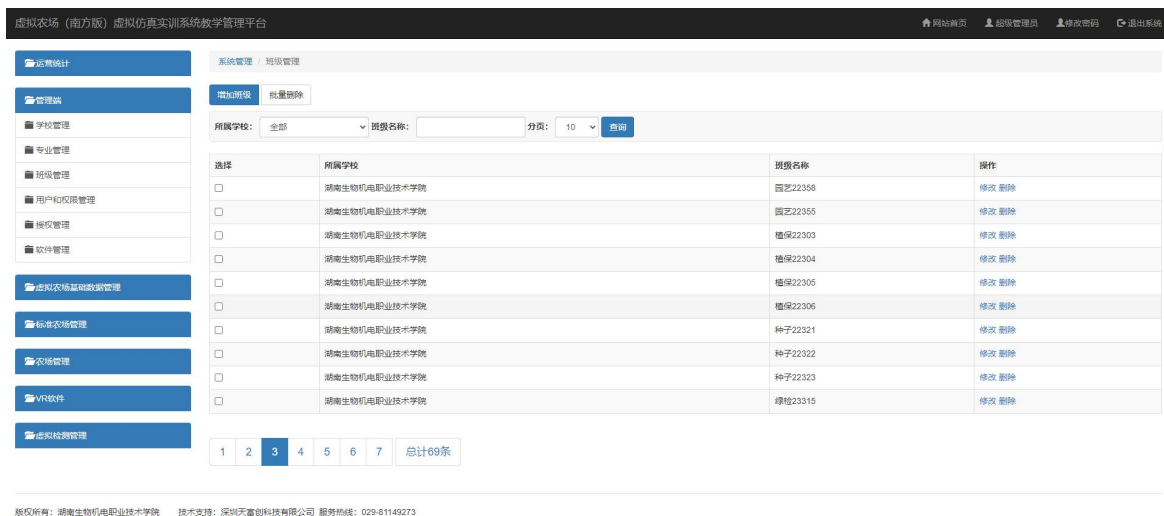 虚拟农场（南方版）虚拟仿真实训系统教学管理平台 网站首页 超级管理员 修改密码 退出系统
运营统计
管理端
学校管理
专业管理
班级管理
用户和权限管理
授权管理
软件管理
虚拟农场基础数据管理
标准农场管理
农场管理
VR软件
虚拟检测管理
系统管理 / 班级管理
增加班级 批量删除
所属学校： 全部 班级名称： 分页： 10 查询
选择 所属学校 班级名称 操作
湖南生物机电职业技术学院 园艺22358 修改 删除
湖南生物机电职业技术学院 园艺22355 修改 删除
湖南生物机电职业技术学院 植保22303 修改 删除
湖南生物机电职业技术学院 植保22304 修改 删除
湖南生物机电职业技术学院 植保22305 修改 删除
湖南生物机电职业技术学院 植保22306 修改 删除
湖南生物机电职业技术学院 种子22321 修改 删除
湖南生物机电职业技术学院 种子22322 修改 删除
湖南生物机电职业技术学院 种子22323 修改 删除
湖南生物机电职业技术学院 绿检23315 修改 删除
1 2 3 4 5 6 7 总计69条
版权所有：湖南生物机电职业技术学院 技术支持：深圳天富创科技有限公司 服务热线：029-81149273